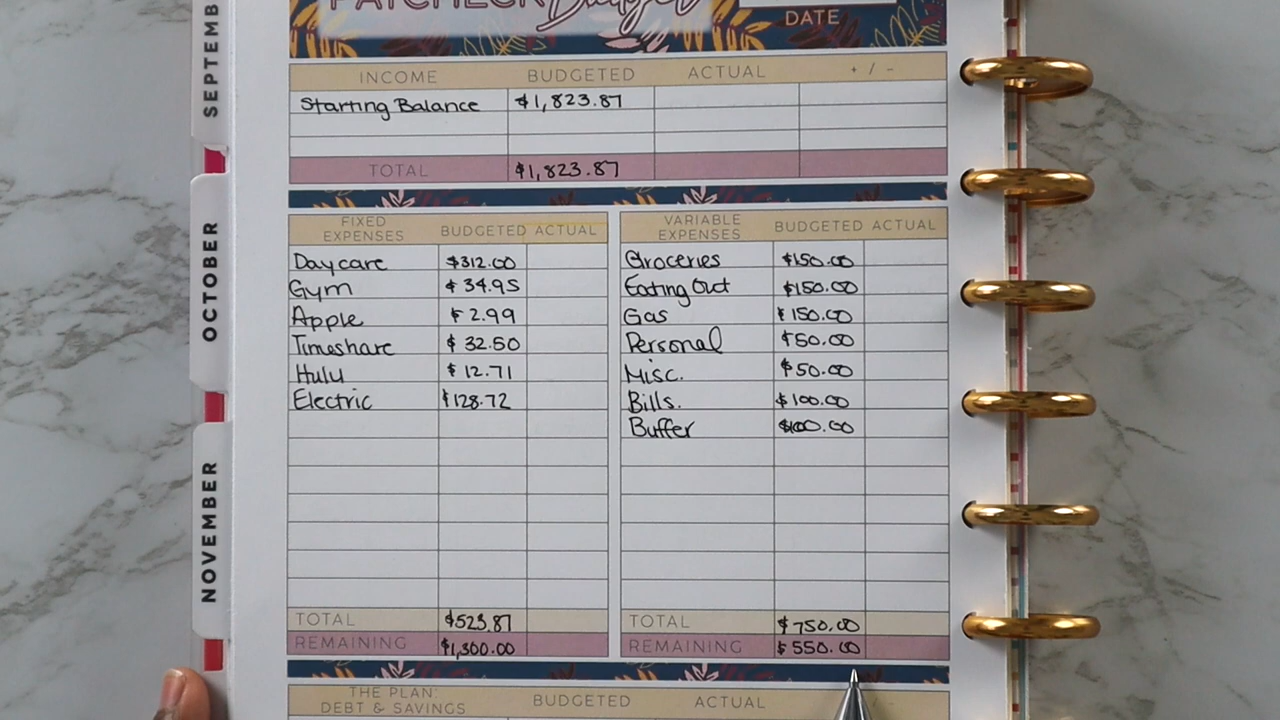 PAYCHECK Budget
DATE
INCOME BUDGETED ACTUAL + / -
Starting Balance $1,823.87
TOTAL $1,823.87
FIXED EXPENSES BUDGETED ACTUAL
Daycare $312.00
Gym $34.95
Apple $2.99
Timeshare $32.50
Hulu $12.71
Electric $128.72
TOTAL $523.87
REMAINING $1,300.00
VARIABLE EXPENSES BUDGETED ACTUAL
Groceries $150.00
Eating Out $150.00
Gas $150.00
Personal $50.00
Misc. $50.00
Bills. $100.00
Buffer $100.00
TOTAL $750.00
REMAINING $550.00
THE PLAN: DEBT & SAVINGS BUDGETED ACTUAL
OCTOBER
NOVEMBER